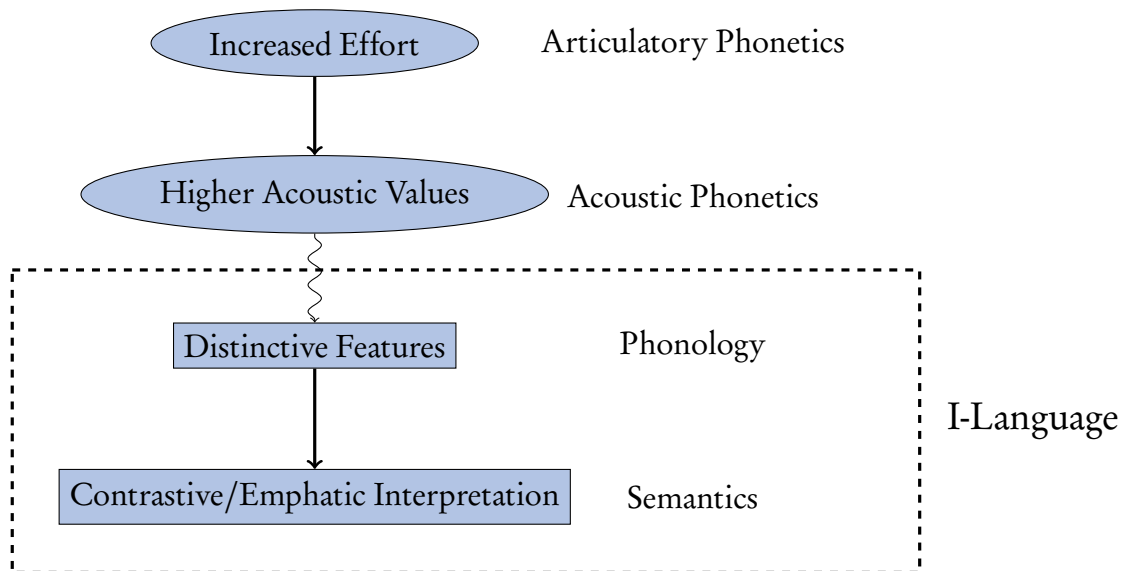 Increased Effort
Articulatory Phonetics
Higher Acoustic Values
Acoustic Phonetics
Distinctive Features
Phonology
I-Language
Contrastive/Emphatic Interpretation
Semantics